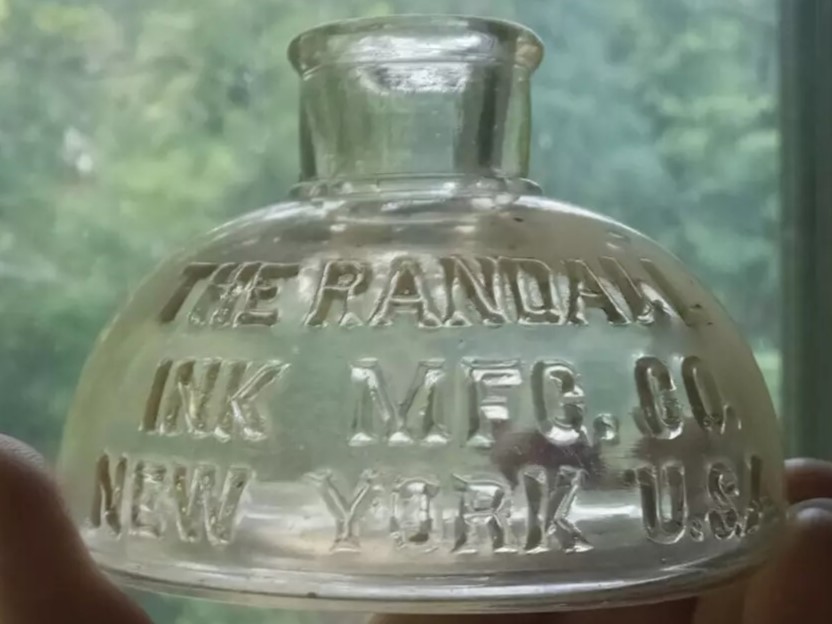 THE RANDALL
INK MFG. CO.
NEW YORK U.S.A